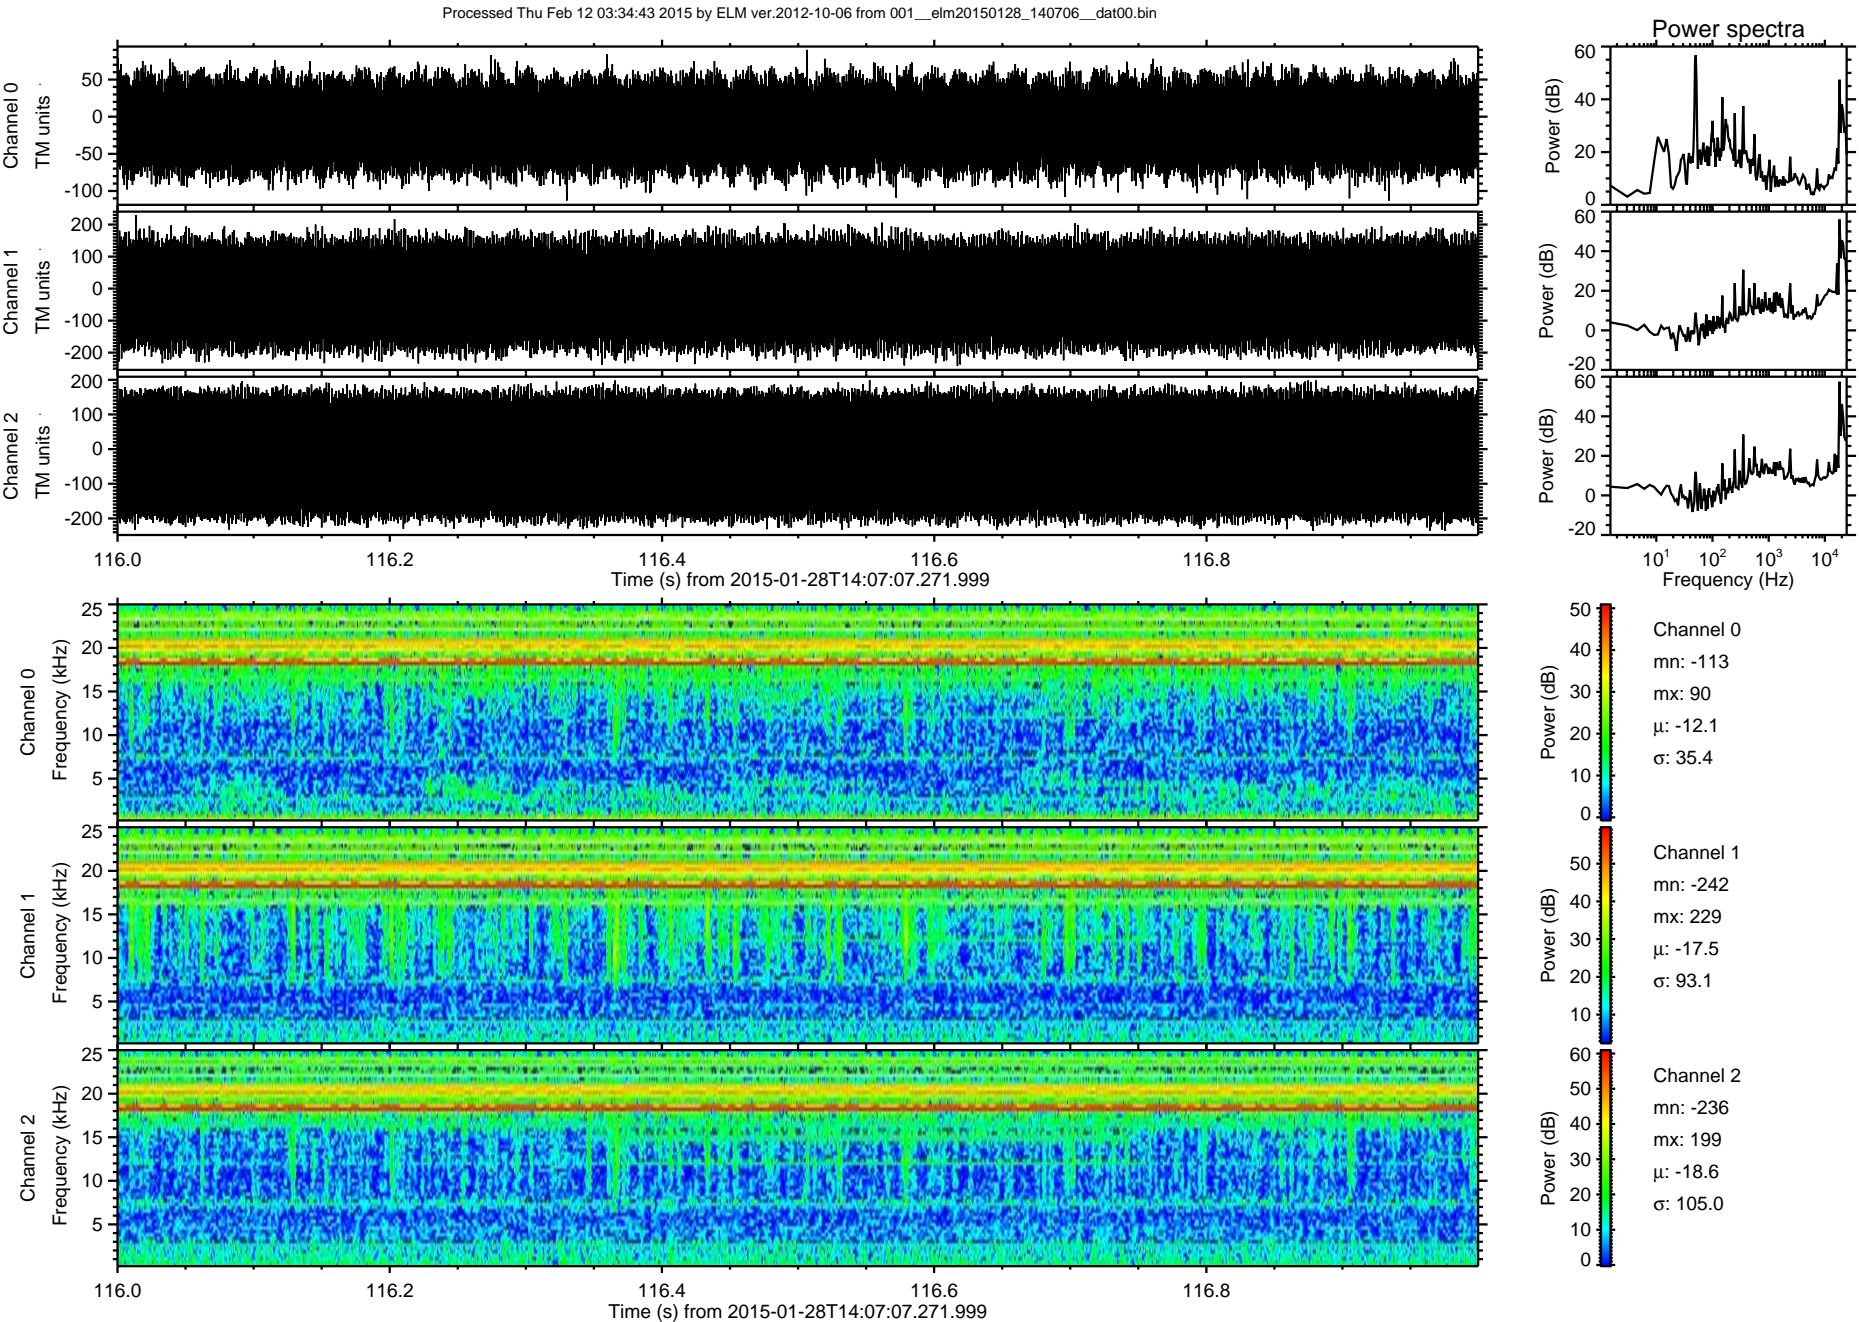 Processed Thu Feb 12 03:34:43 2015 by ELM ver.2012-10-06 from 001__elm20150128_140706__dat00.bin
Power spectra
Channel 0
TM units
50
0
-50
-100
Power (dB)
60
40
20
0
Channel 1
TM units
200
100
0
-100
-200
Power (dB)
60
40
20
0
-20
Channel 2
TM units
200
100
0
-100
-200
Power (dB)
60
40
20
0
-20
116.0 116.2 116.4 116.6 116.8
Time (s) from 2015-01-28T14:07:07.271.999
10¹ 10² 10³ 10⁴
Frequency (Hz)
Channel 0
Frequency (kHz)
25
20
15
10
5
Power (dB)
50
40
30
20
10
0
Channel 0
mn: -113
mx: 90
µ: -12.1
σ: 35.4
Channel 1
Frequency (kHz)
25
20
15
10
5
Power (dB)
50
40
30
20
10
Channel 1
mn: -242
mx: 229
µ: -17.5
σ: 93.1
Channel 2
Frequency (kHz)
25
20
15
10
5
Power (dB)
60
50
40
30
20
10
0
Channel 2
mn: -236
mx: 199
µ: -18.6
σ: 105.0
116.0 116.2 116.4 116.6 116.8
Time (s) from 2015-01-28T14:07:07.271.999